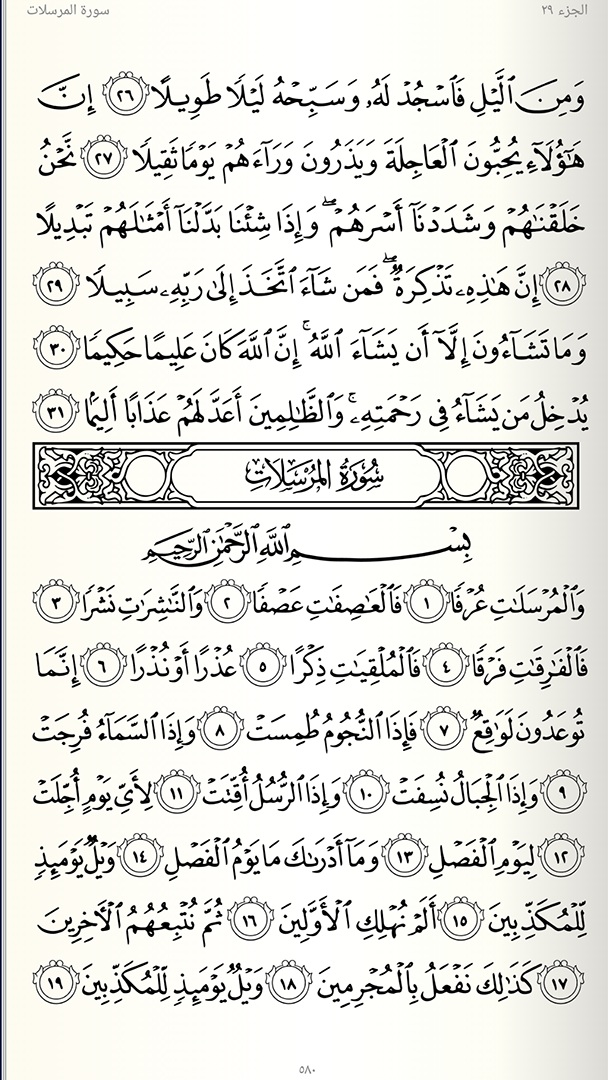 الجزء ٢٩
سورة المرسلات
وَمِنَ ٱلَّيْلِ فَٱسْجُدْ لَهُۥ وَسَبِّحْهُ لَيْلًا طَوِيلًا ٢٦ إِنَّ
هَٰٓؤُلَآءِ يُحِبُّونَ ٱلْعَاجِلَةَ وَيَذَرُونَ وَرَآءَهُمْ يَوْمًا ثَقِيلًا ٢٧ نَّحْنُ
خَلَقْنَٰهُمْ وَشَدَدْنَآ أَسْرَهُمْ ۖ وَإِذَا شِئْنَا بَدَّلْنَآ أَمْثَٰلَهُمْ تَبْدِيلًا
٢٨ إِنَّ هَٰذِهِۦ تَذْكِرَةٌ ۖ فَمَن شَآءَ ٱتَّخَذَ إِلَىٰ رَبِّهِۦ سَبِيلًا ٢٩
وَمَا تَشَآءُونَ إِلَّآ أَن يَشَآءَ ٱللَّهُ ۚ إِنَّ ٱللَّهَ كَانَ عَلِيمًا حَكِيمًا ٣٠
يُدْخِلُ مَن يَشَآءُ فِى رَحْمَتِهِۦ ۚ وَٱلظَّٰلِمِينَ أَعَدَّ لَهُمْ عَذَابًا أَلِيمًۢا ٣١
سُورَةُ المُرْسَلَاتِ
بِسْمِ ٱللَّهِ ٱلرَّحْمَٰنِ ٱلرَّحِيمِ
وَٱلْمُرْسَلَٰتِ عُرْفًا ١ فَٱلْعَٰصِفَٰتِ عَصْفًا ٢ وَٱلنَّٰشِرَٰتِ نَشْرًا ٣
فَٱلْفَٰرِقَٰتِ فَرْقًا ٤ فَٱلْمُلْقِيَٰتِ ذِكْرًا ٥ عُذْرًا أَوْ نُذْرًا ٦ إِنَّمَا
تُوعَدُونَ لَوَٰقِعٌ ٧ فَإِذَا ٱلنُّجُومُ طُمِسَتْ ٨ وَإِذَا ٱلسَّمَآءُ فُرِجَتْ
٩ وَإِذَا ٱلْجِبَالُ نُسِفَتْ ١٠ وَإِذَا ٱلرُّسُلُ أُقِّتَتْ ١١ لِأَىِّ يَوْمٍ أُجِّلَتْ
١٢ لِيَوْمِ ٱلْفَصْلِ ١٣ وَمَآ أَدْرَىٰكَ مَا يَوْمُ ٱلْفَصْلِ ١٤ وَيْلٌ يَوْمَئِذٍ
لِّلْمُكَذِّبِينَ ١٥ أَلَمْ نُهْلِكِ ٱلْأَوَّلِينَ ١٦ ثُمَّ نُتْبِعُهُمُ ٱلْءَاخِرِينَ
١٧ كَذَٰلِكَ نَفْعَلُ بِٱلْمُجْرِمِينَ ١٨ وَيْلٌ يَوْمَئِذٍ لِّلْمُكَذِّبِينَ ١٩
٥٨٠